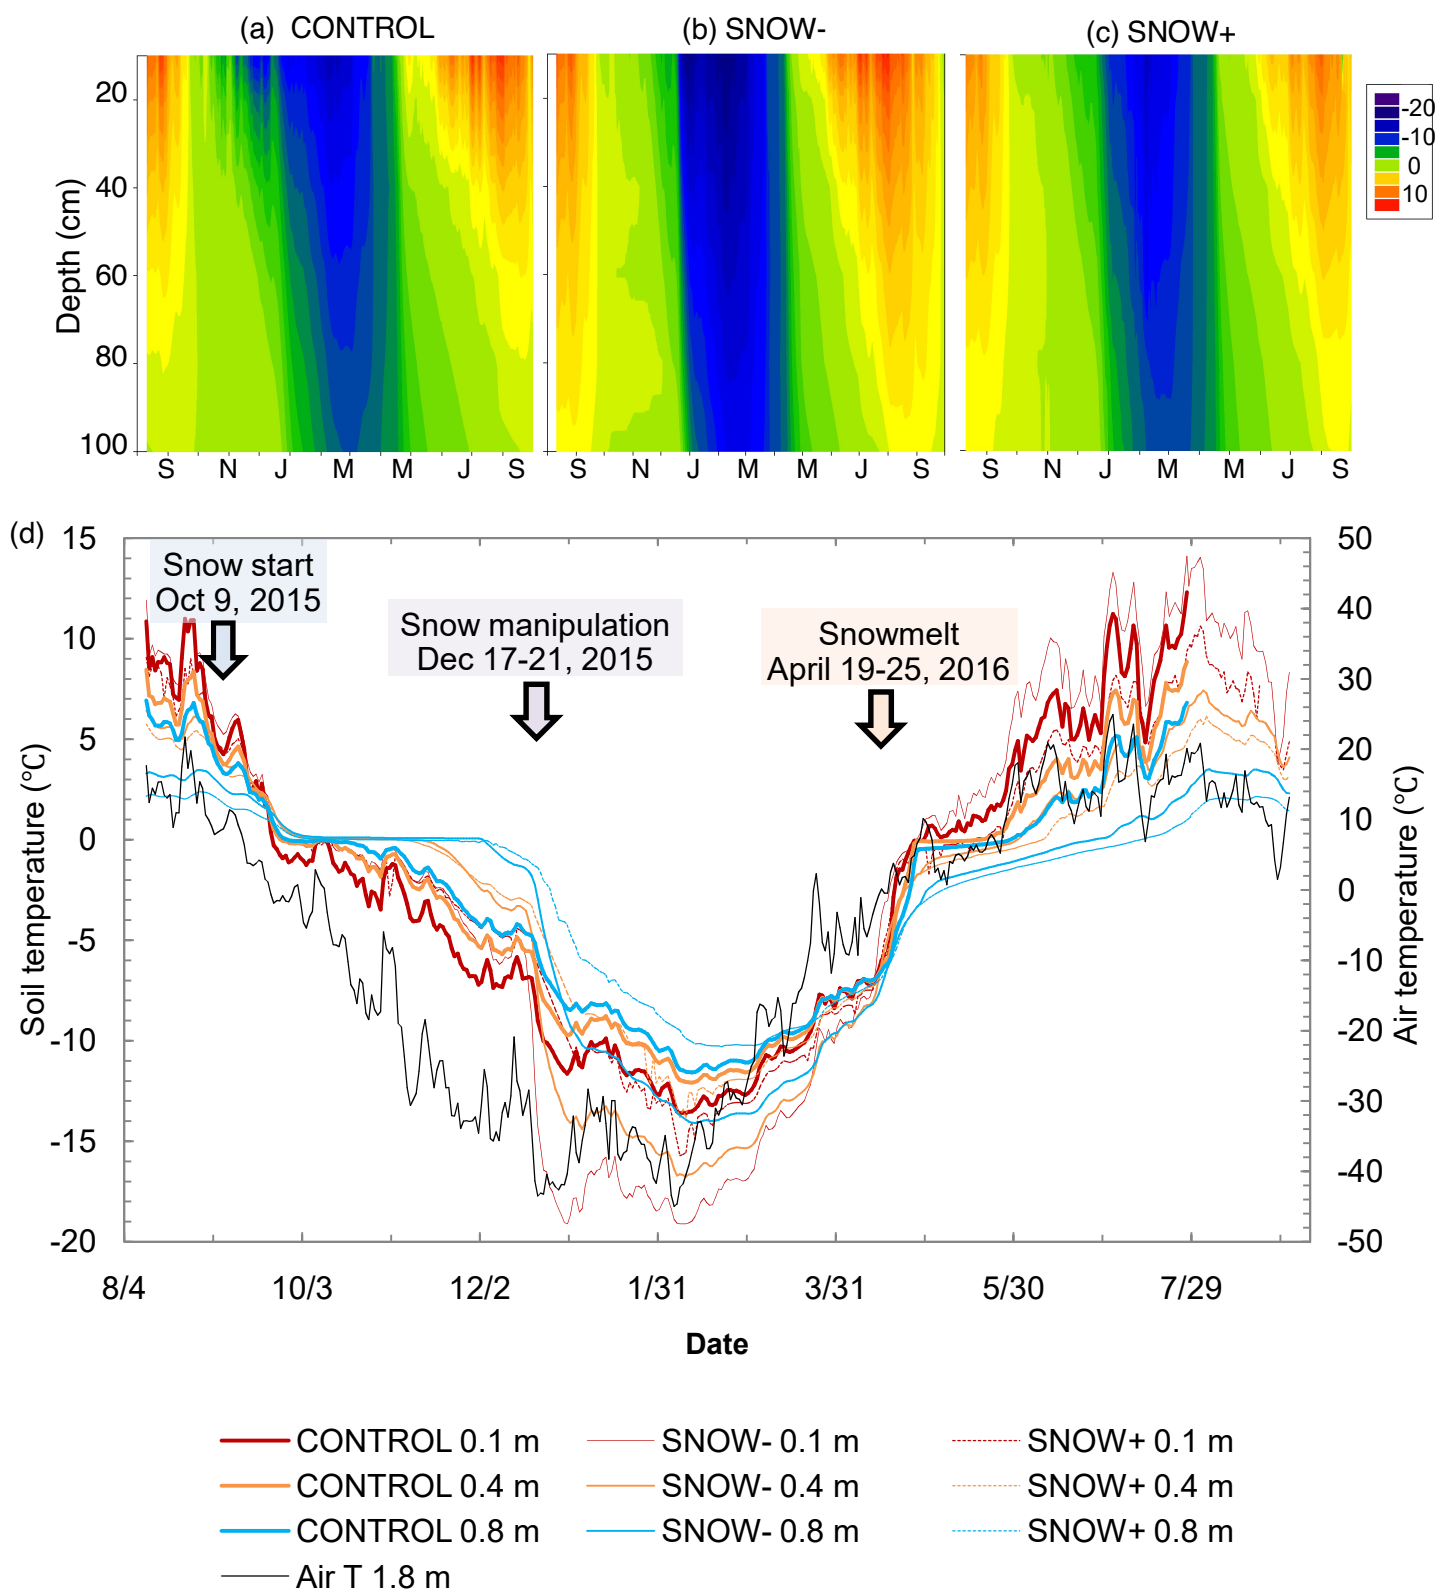 (a) CONTROL
(b) SNOW-
(c) SNOW+
Depth (cm)
20
40
60
80
100
S N J M M J S
S N J M M J S
S N J M M J S
-20
-10
0
10
(d)
Soil temperature (℃)
15
10
5
0
-5
-10
-15
-20
Snow start
Oct 9, 2015
Snow manipulation
Dec 17-21, 2015
Snowmelt
April 19-25, 2016
50
40
30
20
10
0
-10
-20
-30
-40
-50
Air temperature (℃)
8/4 10/3 12/2 1/31 3/31 5/30 7/29
Date
CONTROL 0.1 m SNOW- 0.1 m SNOW+ 0.1 m
CONTROL 0.4 m SNOW- 0.4 m SNOW+ 0.4 m
CONTROL 0.8 m SNOW- 0.8 m SNOW+ 0.8 m
Air T 1.8 m